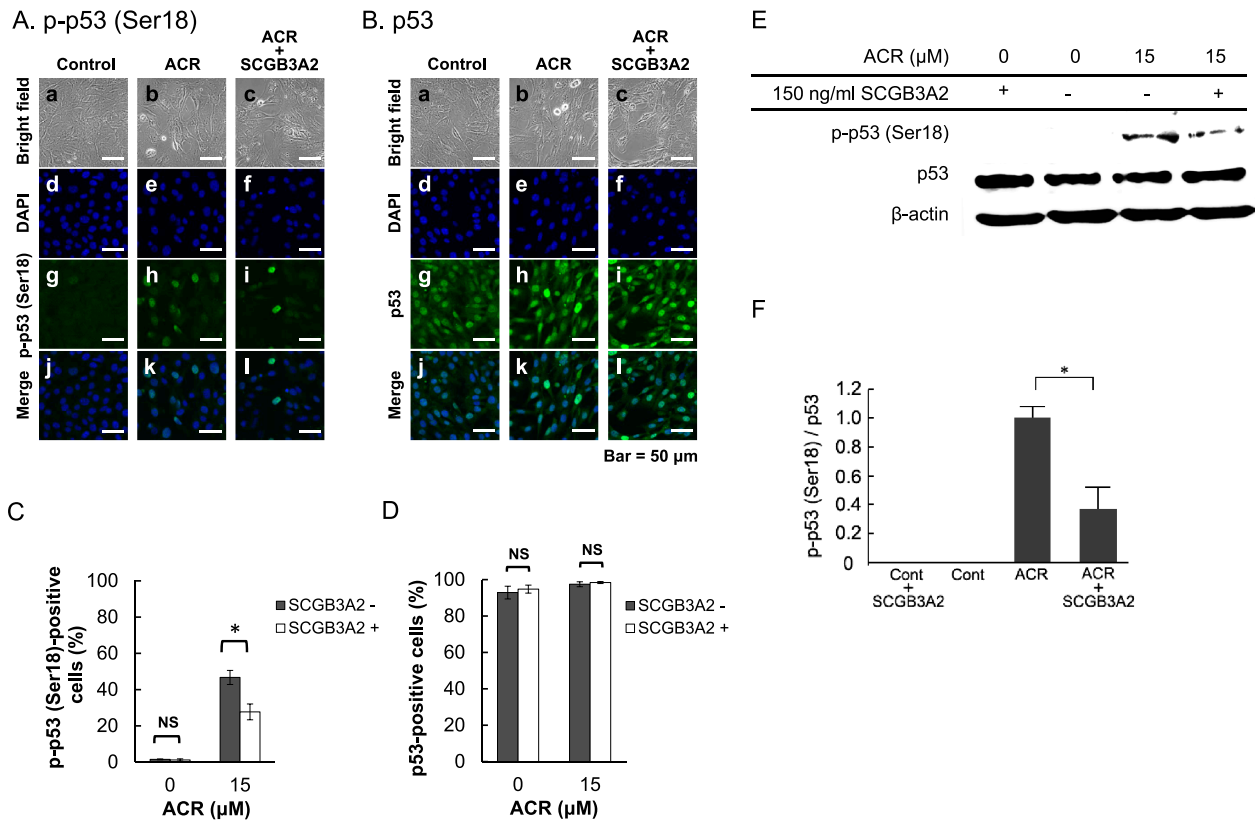 A. p-p53 (Ser18)
Control
ACR
ACR
+
SCGB3A2
Bright field
a
b
c
DAPI
d
e
f
p-p53 (Ser18)
g
h
i
Merge
j
k
l
B. p53
Control
ACR
ACR
+
SCGB3A2
Bright field
a
b
c
DAPI
d
e
f
p53
g
h
i
Merge
j
k
l
Bar = 50 µm
C
p-p53 (Ser18)-positive
cells (%)
100
80
60
40
20
0
NS
*
SCGB3A2 -
SCGB3A2 +
0
15
ACR (µM)
D
p53-positive cells (%)
100
80
60
40
20
0
NS
NS
SCGB3A2 -
SCGB3A2 +
0
15
ACR (µM)
E
ACR (µM) 0 0 15 15
150 ng/ml SCGB3A2 + - - +
p-p53 (Ser18)
p53
β-actin
F
p-p53 (Ser18) / p53
1.2
1.0
0.8
0.6
0.4
0.2
0
*
Cont
+
SCGB3A2
Cont
ACR
ACR
+
SCGB3A2